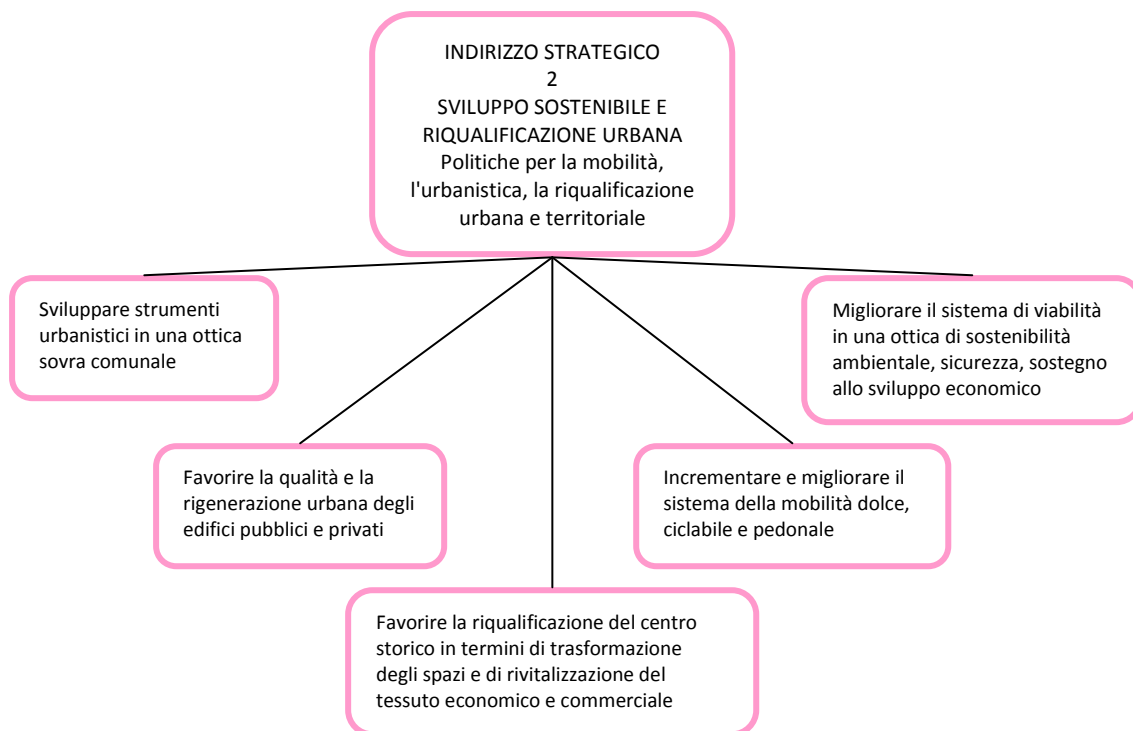 INDIRIZZO STRATEGICO
2
SVILUPPO SOSTENIBILE E
RIQUALIFICAZIONE URBANA
Politiche per la mobilità,
l'urbanistica, la riqualificazione
urbana e territoriale
Sviluppare strumenti
urbanistici in una ottica
sovra comunale
Migliorare il sistema di viabilità
in una ottica di sostenibilità
ambientale, sicurezza, sostegno
allo sviluppo economico
Favorire la qualità e la
rigenerazione urbana degli
edifici pubblici e privati
Incrementare e migliorare il
sistema della mobilità dolce,
ciclabile e pedonale
Favorire la riqualificazione del centro
storico in termini di trasformazione
degli spazi e di rivitalizzazione del
tessuto economico e commerciale